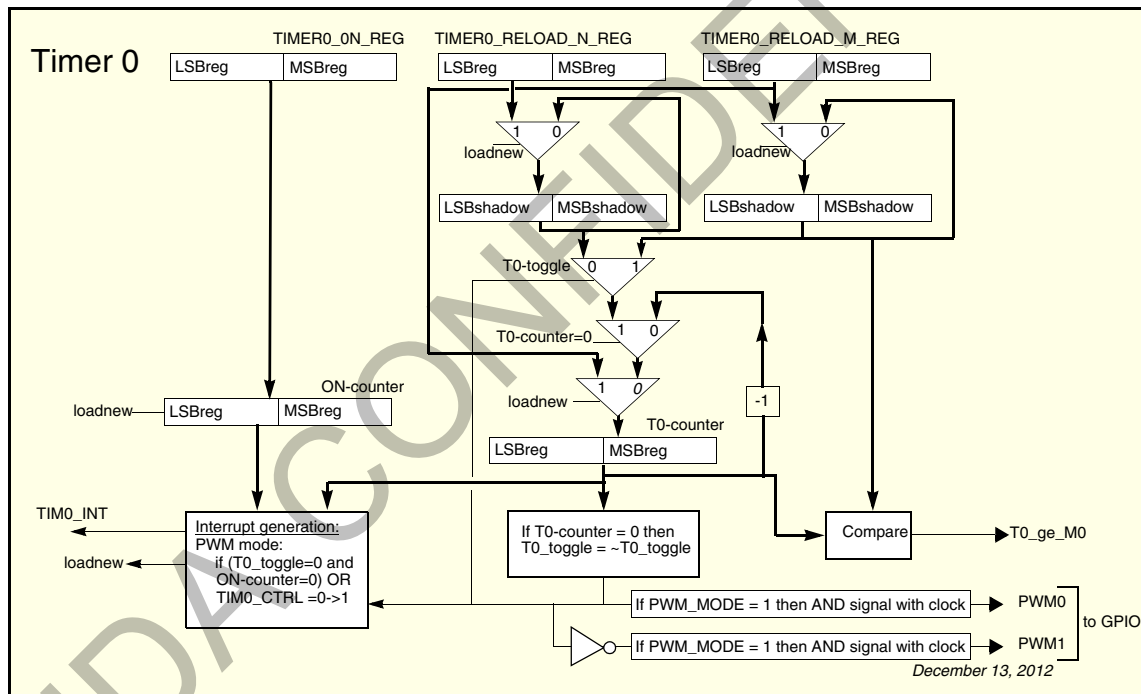 Timer 0
TIMER0_0N_REG
TIMER0_RELOAD_N_REG
TIMER0_RELOAD_M_REG
LSBreg MSBreg
LSBreg MSBreg
LSBreg MSBreg
1 0
loadnew
1 0
loadnew
LSBshadow MSBshadow
LSBshadow MSBshadow
T0-toggle
0 1
T0-counter=0
1 0
1 0
loadnew
-1
ON-counter
loadnew
LSBreg MSBreg
T0-counter
LSBreg MSBreg
TIM0_INT
loadnew
Interrupt generation:
PWM mode:
if (T0_toggle=0 and
ON-counter=0) OR
TIM0_CTRL =0->1
If T0-counter = 0 then
T0_toggle = ~T0_toggle
Compare
T0_ge_M0
If PWM_MODE = 1 then AND signal with clock
PWM0
If PWM_MODE = 1 then AND signal with clock
PWM1
to GPIO
December 13, 2012